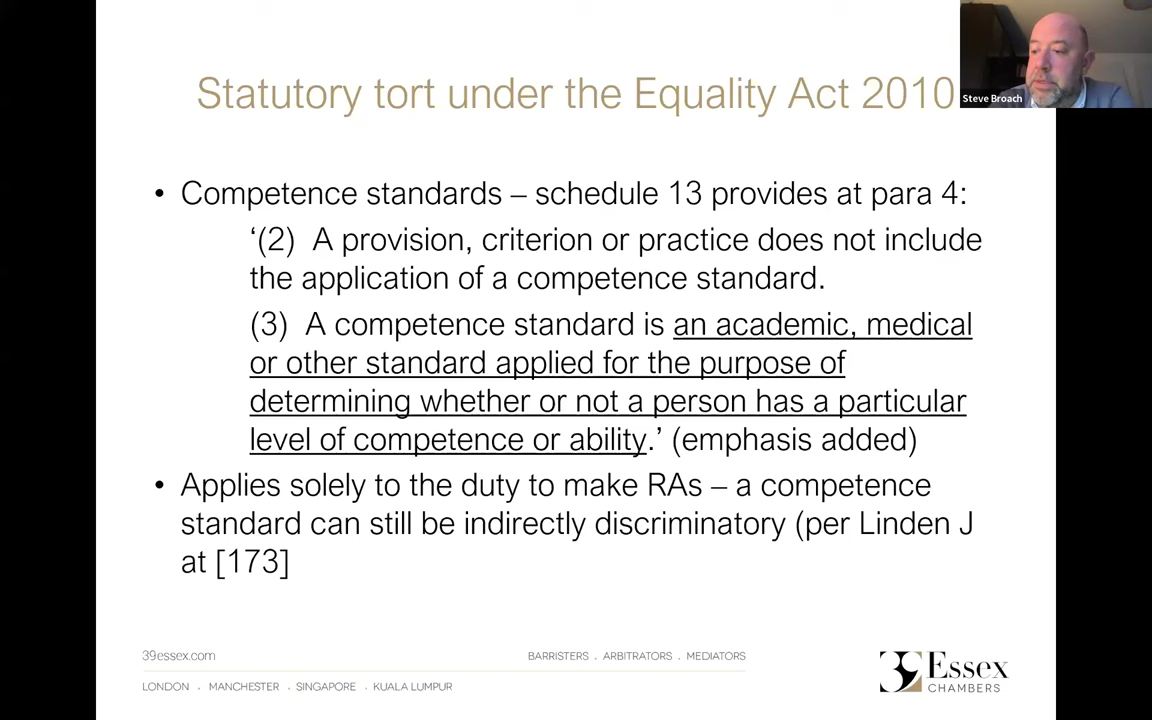 Statutory tort under the Equality Act 2010
Steve Broach
• Competence standards – schedule 13 provides at para 4:
‘(2) A provision, criterion or practice does not include
the application of a competence standard.
(3) A competence standard is an academic, medical
or other standard applied for the purpose of
determining whether or not a person has a particular
level of competence or ability.’ (emphasis added)
• Applies solely to the duty to make RAs – a competence
standard can still be indirectly discriminatory (per Linden J
at [173]
39essex.com
BARRISTERS . ARBITRATORS . MEDIATORS
LONDON . MANCHESTER . SINGAPORE . KUALA LUMPUR
39 Essex
CHAMBERS